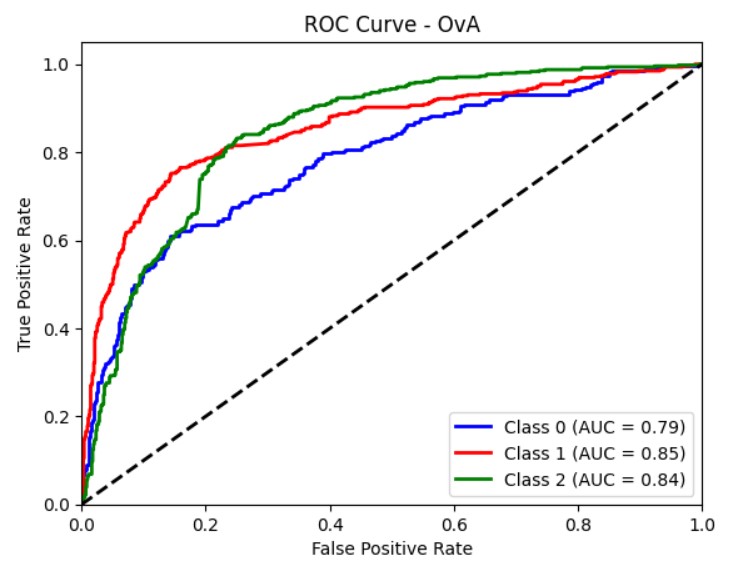 ROC Curve - OvA
True Positive Rate
1.0
0.8
0.6
0.4
0.2
0.0
0.0 0.2 0.4 0.6 0.8 1.0
False Positive Rate
Class 0 (AUC = 0.79)
Class 1 (AUC = 0.85)
Class 2 (AUC = 0.84)